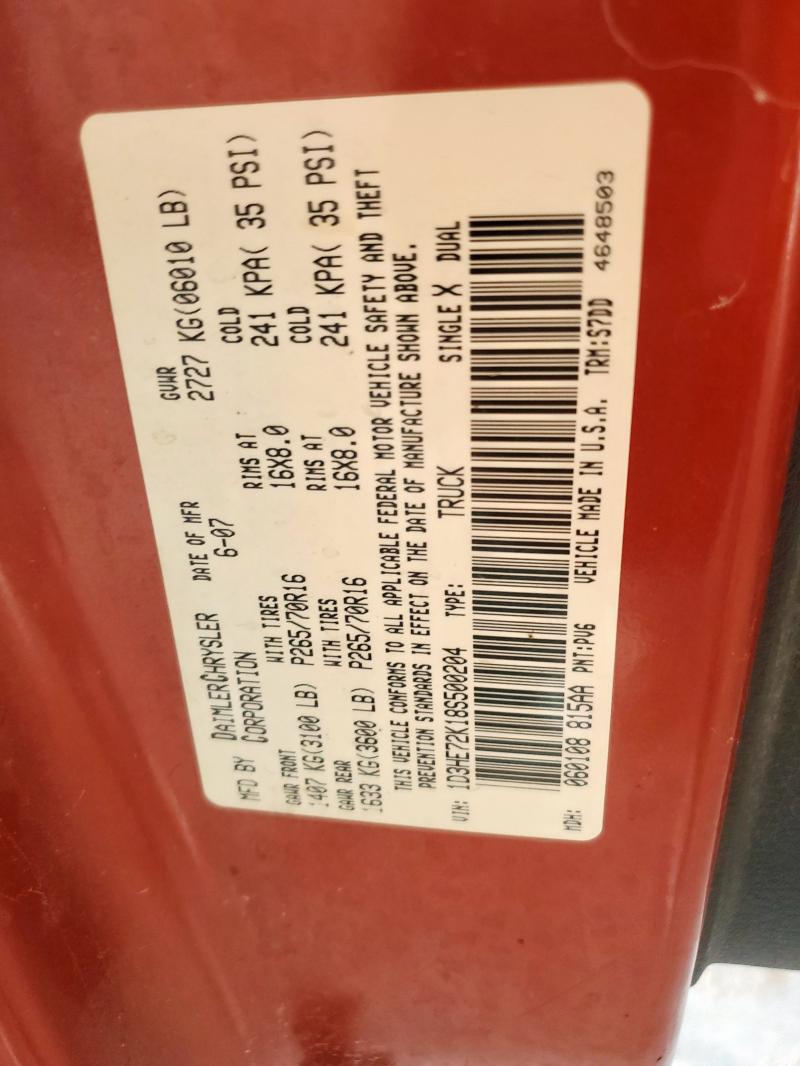 MFD BY DAIMLERCHRYSLER CORPORATION DATE OF MFR 6-07 GVWR 2727 KG(06010 LB)
GAWR FRONT WITH TIRES RIMS AT COLD
1407 KG(3100 LB) P265/70R16 16X8.0 241 KPA( 35 PSI)
GAWR REAR WITH TIRES RIMS AT COLD
1633 KG(3600 LB) P265/70R16 16X8.0 241 KPA( 35 PSI)
THIS VEHICLE CONFORMS TO ALL APPLICABLE FEDERAL MOTOR VEHICLE SAFETY AND THEFT
PREVENTION STANDARDS IN EFFECT ON THE DATE OF MANUFACTURE SHOWN ABOVE.
VIN: 1D3HE72K18S500204 TYPE: TRUCK SINGLE X DUAL
MDH: 060108 815AA PNT:PV6 VEHICLE MADE IN U.S.A. TRM:S7DD 4648503